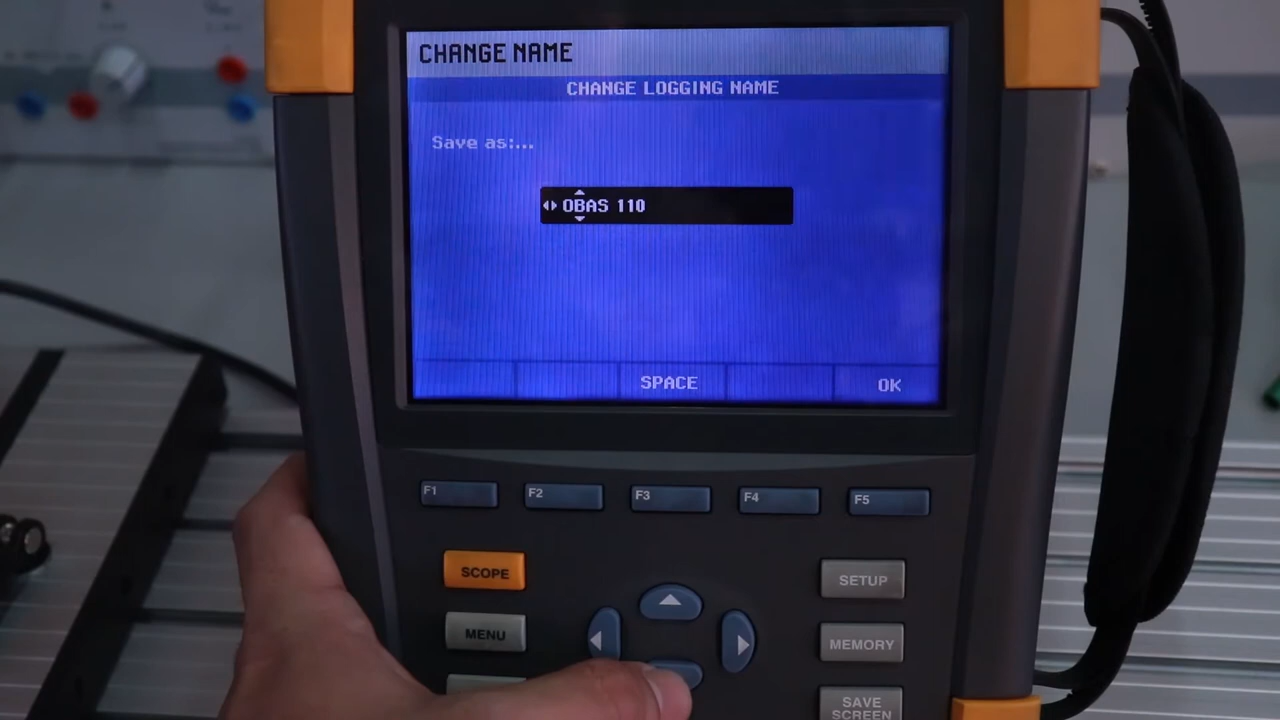 CHANGE NAME
CHANGE LOGGING NAME
Save as:...
OBAS 110
SPACE
OK
F1
F2
F3
F4
F5
SCOPE
SETUP
MENU
MEMORY
SAVE
SCREEN